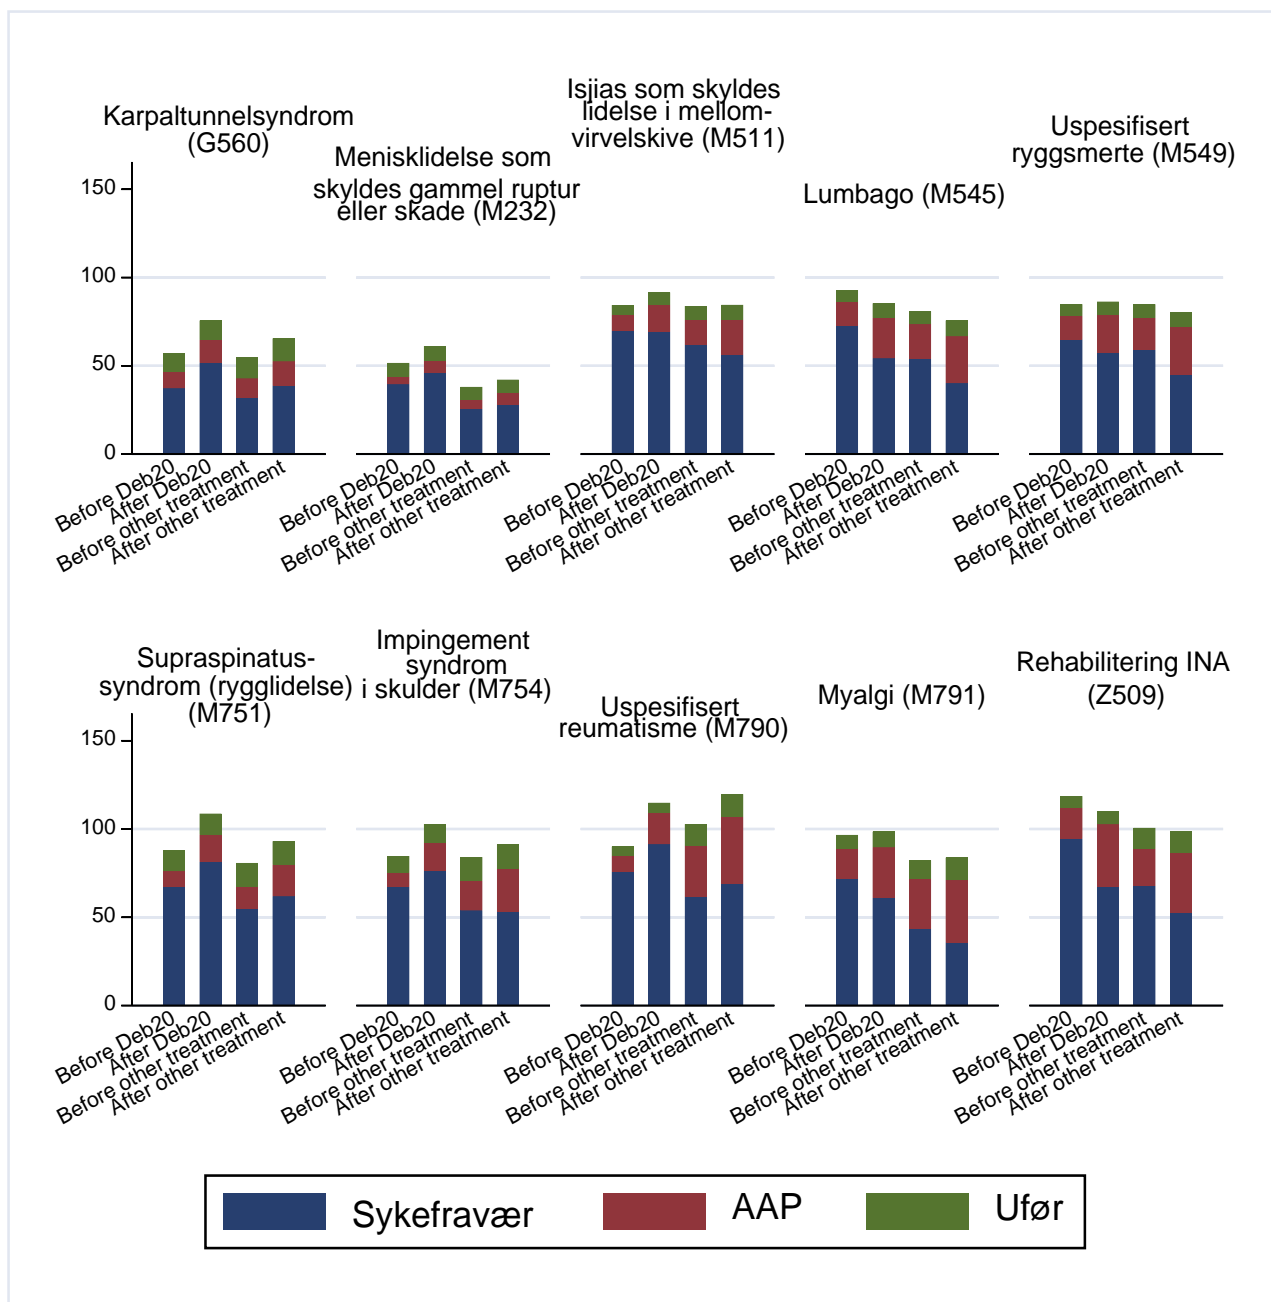 Karpaltunnelsyndrom
(G560)
Menisklidelse som
skyldes gammel ruptur
eller skade (M232)
Isjias som skyldes
lidelse i mellom-
virvelskive (M511)
Lumbago (M545)
Uspesifisert
ryggsmerte (M549)
150
100
50
0
Before Deb20
After Deb20
Before other treatment
After other treatment
Before Deb20
After Deb20
Before other treatment
After other treatment
Before Deb20
After Deb20
Before other treatment
After other treatment
Before Deb20
After Deb20
Before other treatment
After other treatment
Before Deb20
After Deb20
Before other treatment
After other treatment
Supraspinatus-
syndrom (rygglidelse)
(M751)
Impingement
syndrom
i skulder (M754)
Uspesifisert
reumatisme (M790)
Myalgi (M791)
Rehabilitering INA
(Z509)
150
100
50
0
Before Deb20
After Deb20
Before other treatment
After other treatment
Before Deb20
After Deb20
Before other treatment
After other treatment
Before Deb20
After Deb20
Before other treatment
After other treatment
Before Deb20
After Deb20
Before other treatment
After other treatment
Before Deb20
After Deb20
Before other treatment
After other treatment
Sykefravær
AAP
Ufør